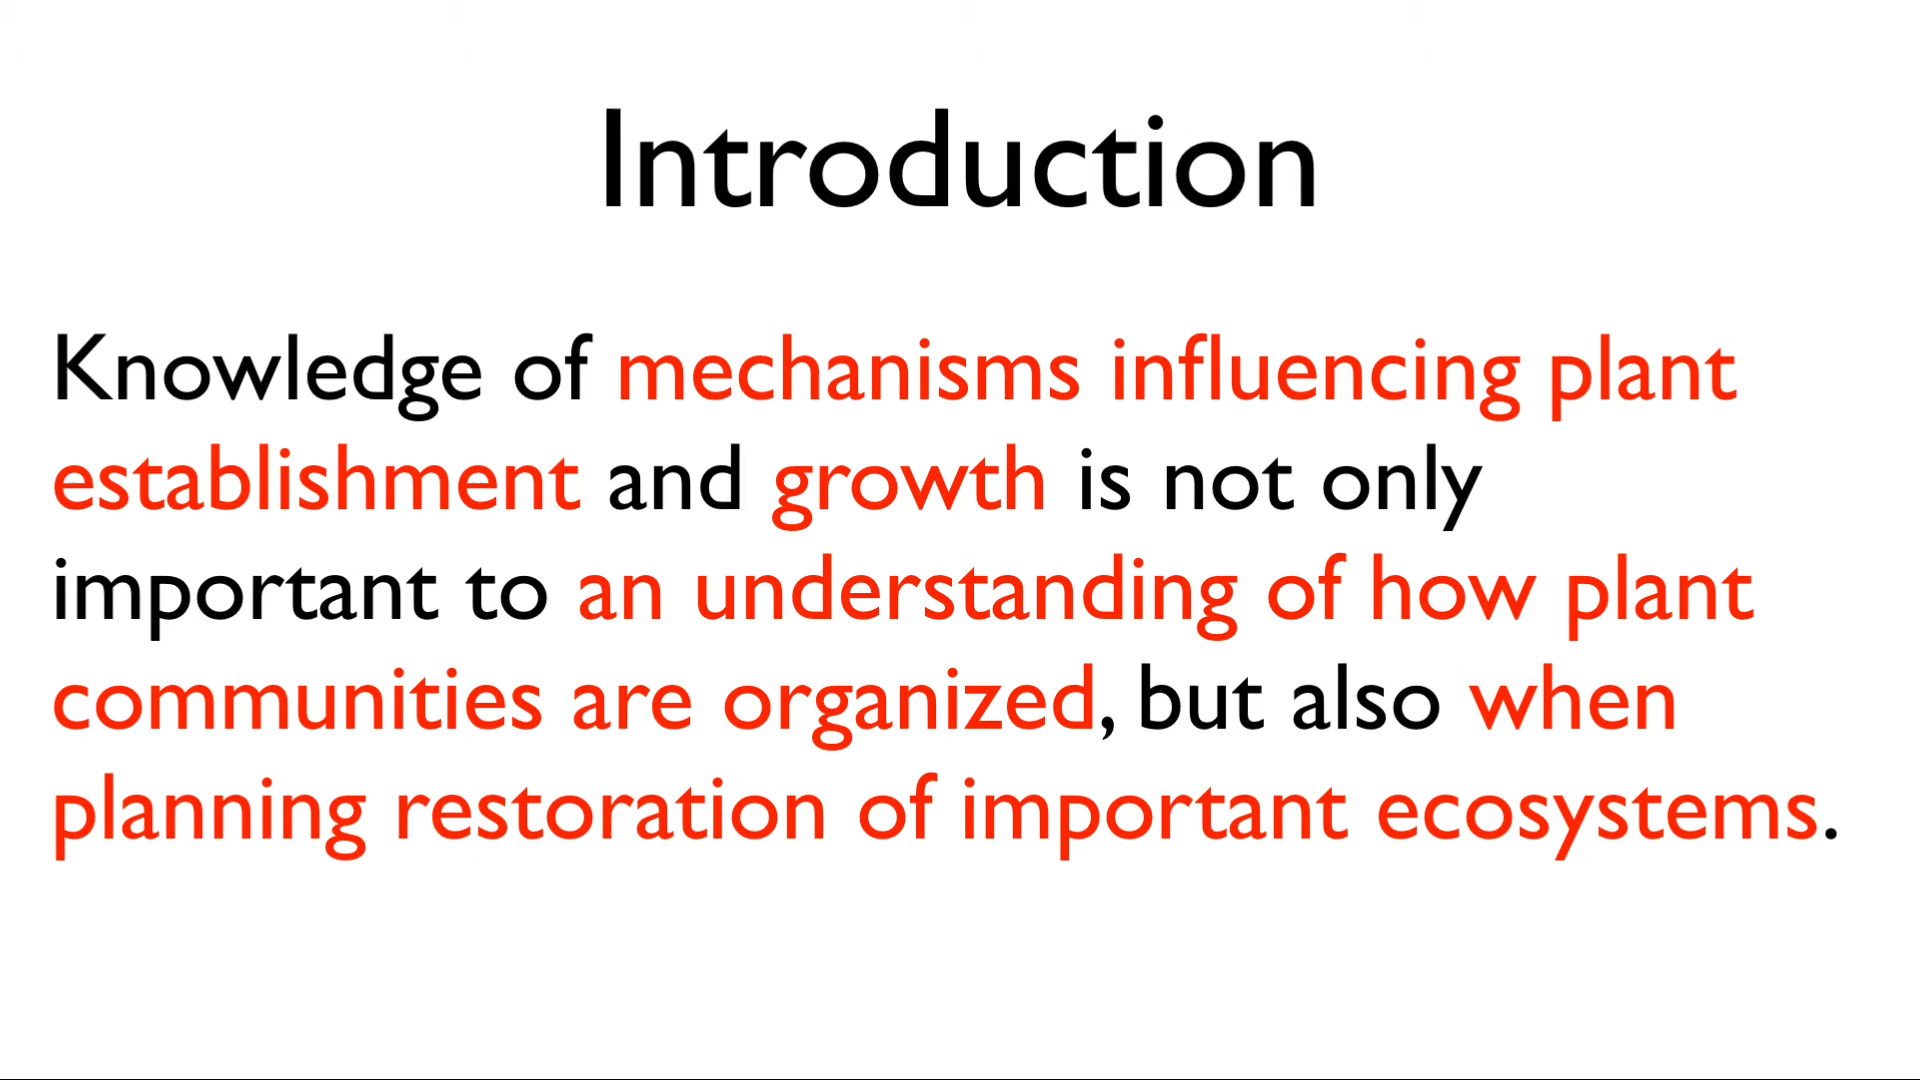 Introduction
Knowledge of mechanisms influencing plant
establishment and growth is not only
important to an understanding of how plant
communities are organized, but also when
planning restoration of important ecosystems.